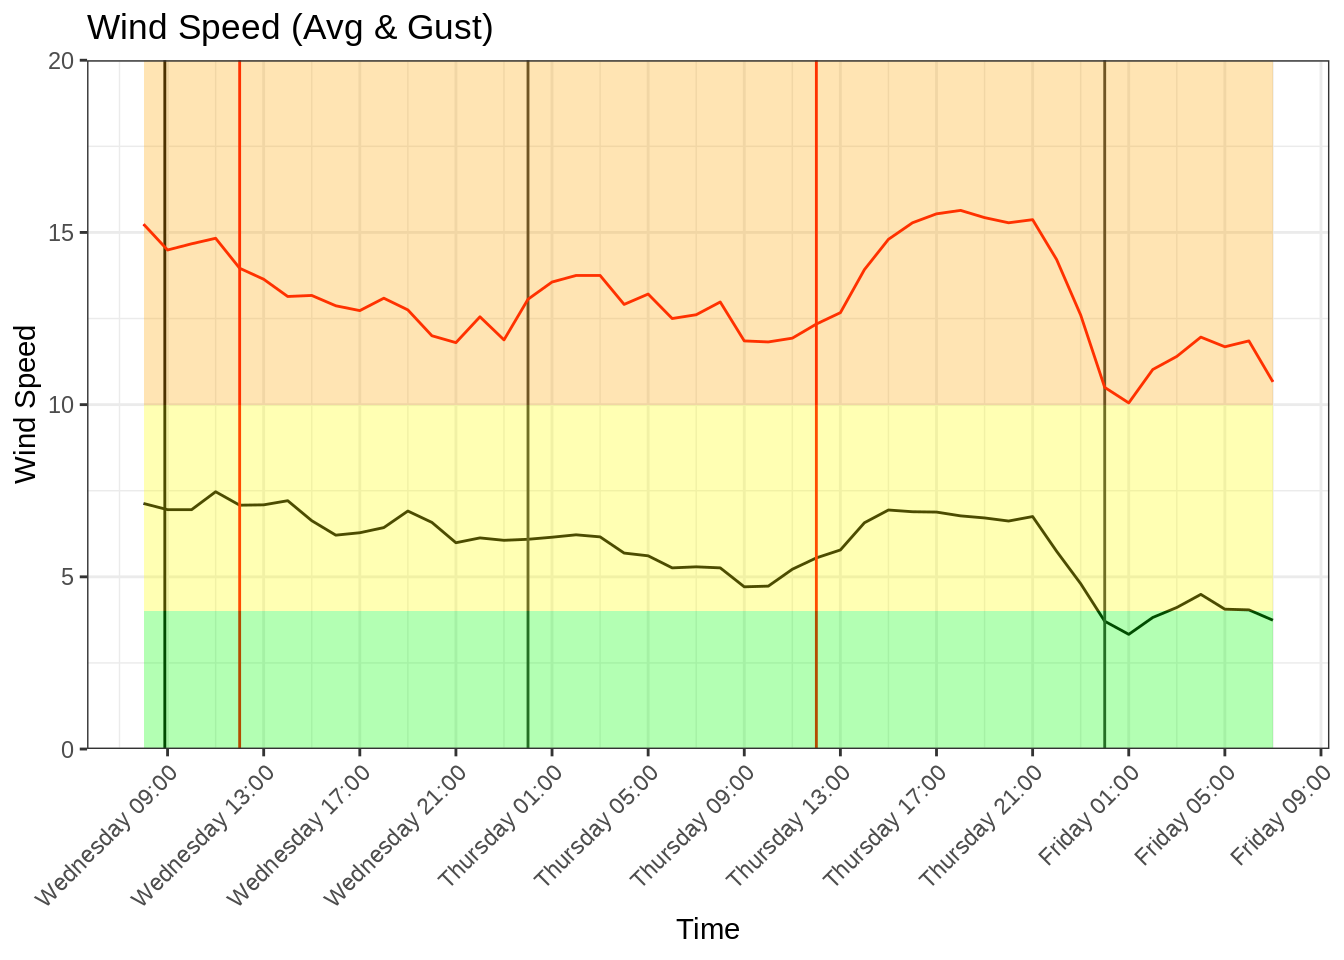 Wind Speed (Avg & Gust)
20
15
10
5
0
Wind Speed
Wednesday 09:00
Wednesday 13:00
Wednesday 17:00
Wednesday 21:00
Thursday 01:00
Thursday 05:00
Thursday 09:00
Thursday 13:00
Thursday 17:00
Thursday 21:00
Friday 01:00
Friday 05:00
Friday 09:00
Time